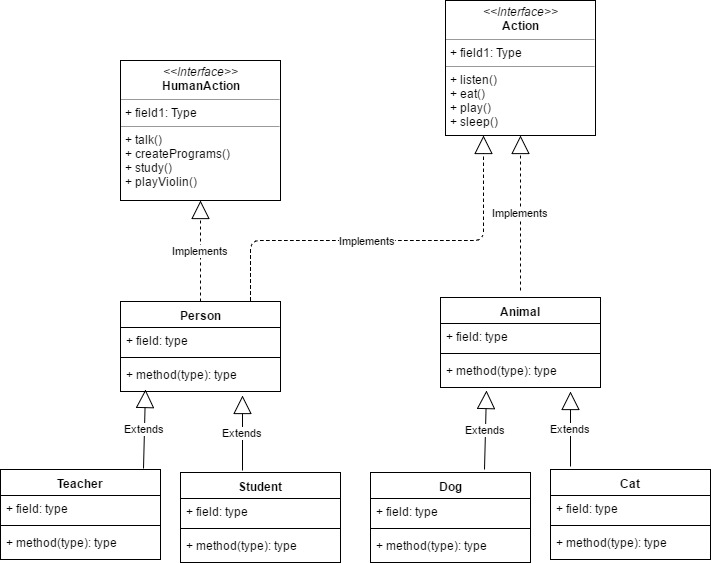 <<Interface>>
Action
+ field1: Type
+ listen()
+ eat()
+ play()
+ sleep()
<<Interface>>
HumanAction
+ field1: Type
+ talk()
+ createPrograms()
+ study()
+ playViolin()
Implements
Implements
Implements
Person
+ field: type
+ method(type): type
Animal
+ field: type
+ method(type): type
Extends
Extends
Extends
Extends
Teacher
+ field: type
+ method(type): type
Student
+ field: type
+ method(type): type
Dog
+ field: type
+ method(type): type
Cat
+ field: type
+ method(type): type